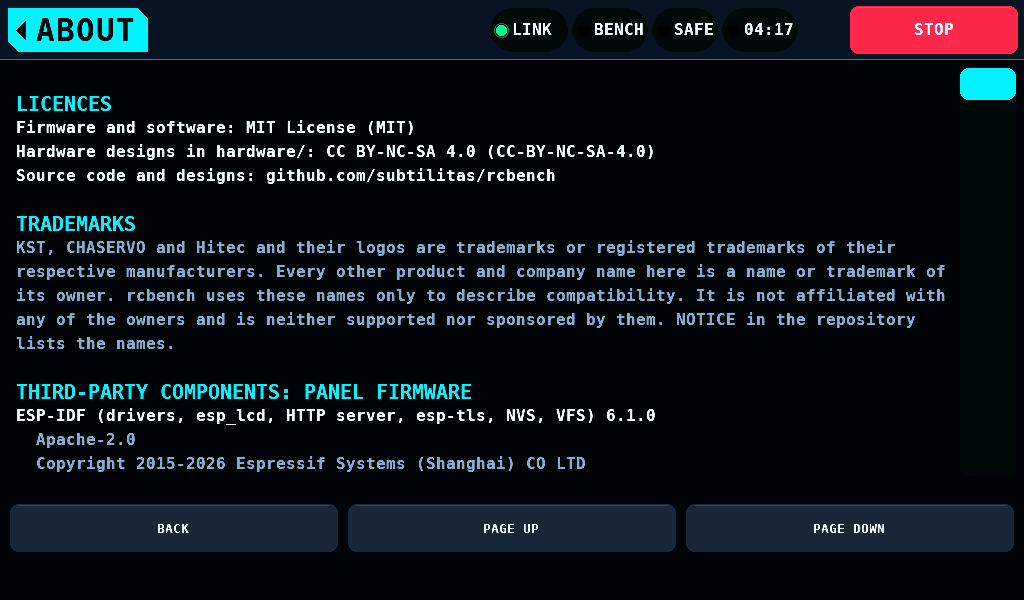 ABOUT
LINK
BENCH
SAFE
04:17
STOP
LICENCES
Firmware and software: MIT License (MIT)
Hardware designs in hardware/: CC BY-NC-SA 4.0 (CC-BY-NC-SA-4.0)
Source code and designs: github.com/subtilitas/rcbench
TRADEMARKS
KST, CHASERVO and Hitec and their logos are trademarks or registered trademarks of their
respective manufacturers. Every other product and company name here is a name or trademark of
its owner. rcbench uses these names only to describe compatibility. It is not affiliated with
any of the owners and is neither supported nor sponsored by them. NOTICE in the repository
lists the names.
THIRD-PARTY COMPONENTS: PANEL FIRMWARE
ESP-IDF (drivers, esp_lcd, HTTP server, esp-tls, NVS, VFS) 6.1.0
Apache-2.0
Copyright 2015-2026 Espressif Systems (Shanghai) CO LTD
BACK
PAGE UP
PAGE DOWN